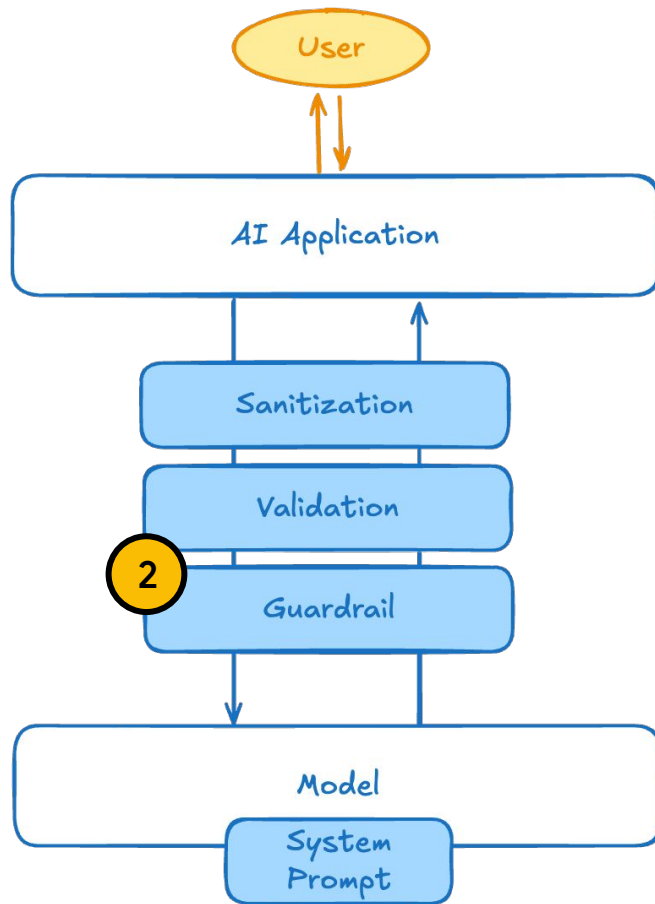 User
AI Application
Sanitization
Validation
2
Guardrail
Model
System
Prompt